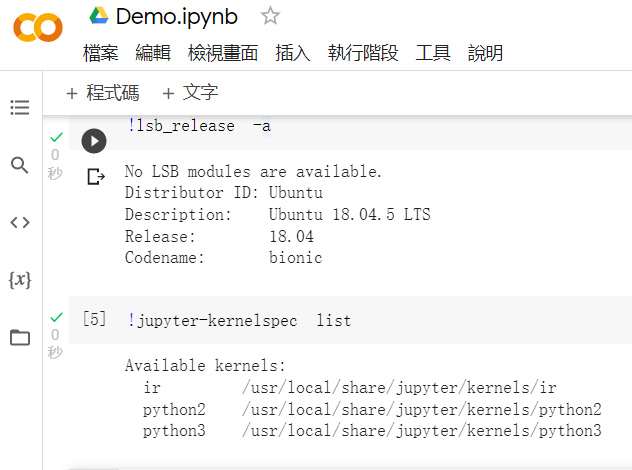 Demo.ipynb
檔案 編輯 檢視畫面 插入 執行階段 工具 說明
+ 程式碼 + 文字
!lsb_release -a
0
秒
No LSB modules are available.
Distributor ID: Ubuntu
Description: Ubuntu 18.04.5 LTS
Release: 18.04
Codename: bionic
{x}
[5] !jupyter-kernelspec list
0
秒
Available kernels:
ir /usr/local/share/jupyter/kernels/ir
python2 /usr/local/share/jupyter/kernels/python2
python3 /usr/local/share/jupyter/kernels/python3